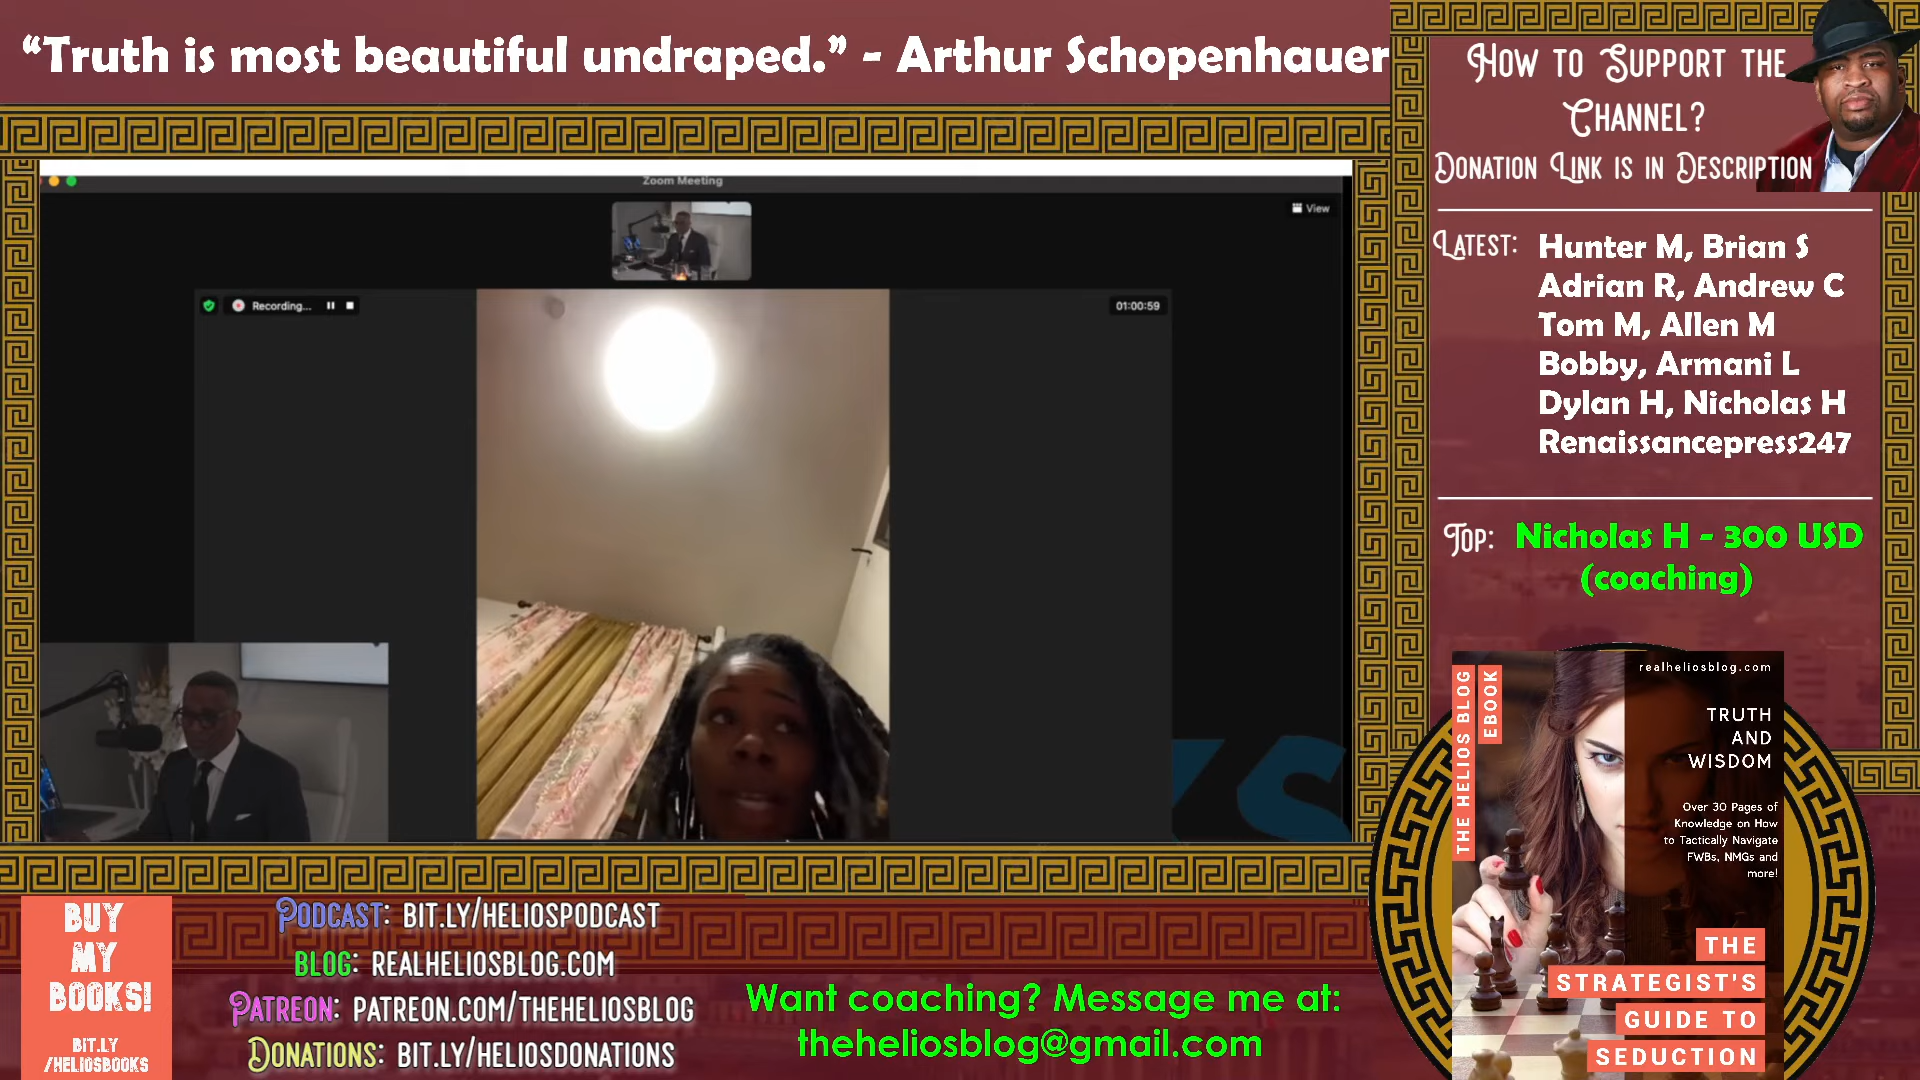 “Truth is most beautiful undraped.” - Arthur Schopenhauer
Zoom Meeting
View
Recording...
01:00:59
How to Support the
Channel?
Donation Link is in Description
Latest:
Hunter M, Brian S
Adrian R, Andrew C
Tom M, Allen M
Bobby, Armani L
Dylan H, Nicholas H
Renaissancepress247
Top:
Nicholas H - 300 USD
(coaching)
THE HELIOS BLOG
EBOOK
realheliosblog.com
TRUTH
AND
WISDOM
Over 30 Pages of
Knowledge on How
to Tactically Navigate
FWBs, NMGs and
more!
THE
STRATEGIST'S
GUIDE TO
SEDUCTION
BUY
MY
BOOKS!
BIT.LY
/HELIOSBOOKS
Podcast: BIT.LY/HELIOSPODCAST
Blog: REALHELIOSBLOG.COM
Patreon: PATREON.COM/THEHELIOSBLOG
Donations: BIT.LY/HELIOSDONATIONS
Want coaching? Message me at:
theheliosblog@gmail.com